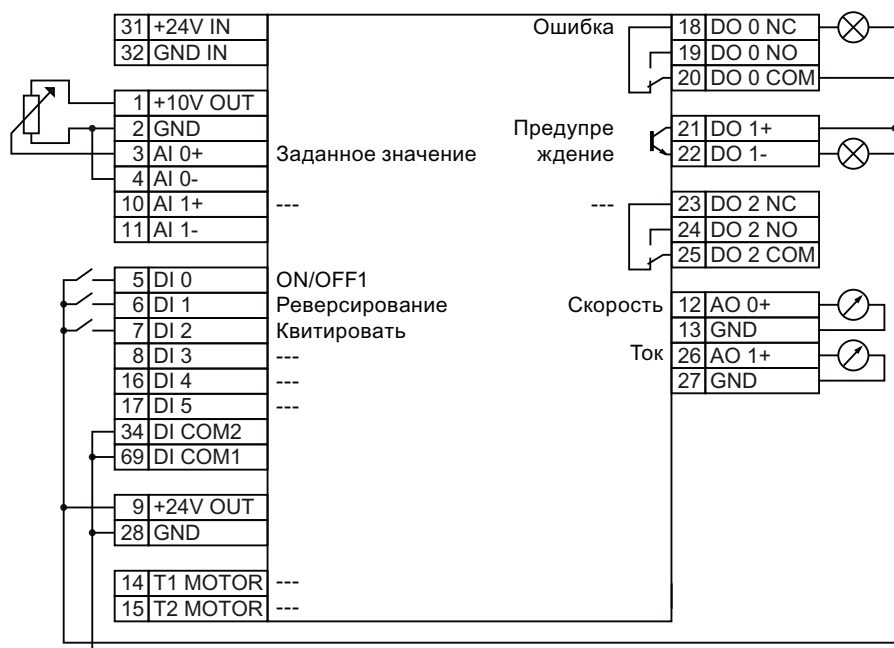 31 +24V IN
32 GND IN
1 +10V OUT
2 GND
3 AI 0+ Заданное значение
4 AI 0-
10 AI 1+ ---
11 AI 1-
5 DI 0 ON/OFF1
6 DI 1 Реверсирование
7 DI 2 Квитировать
8 DI 3 ---
16 DI 4 ---
17 DI 5 ---
34 DI COM2
69 DI COM1
9 +24V OUT
28 GND
14 T1 MOTOR ---
15 T2 MOTOR ---
Ошибка 18 DO 0 NC
19 DO 0 NO
20 DO 0 COM
Предупре 21 DO 1+
ждение 22 DO 1-
--- 23 DO 2 NC
24 DO 2 NO
25 DO 2 COM
Скорость 12 AO 0+
13 GND
Ток 26 AO 1+
27 GND